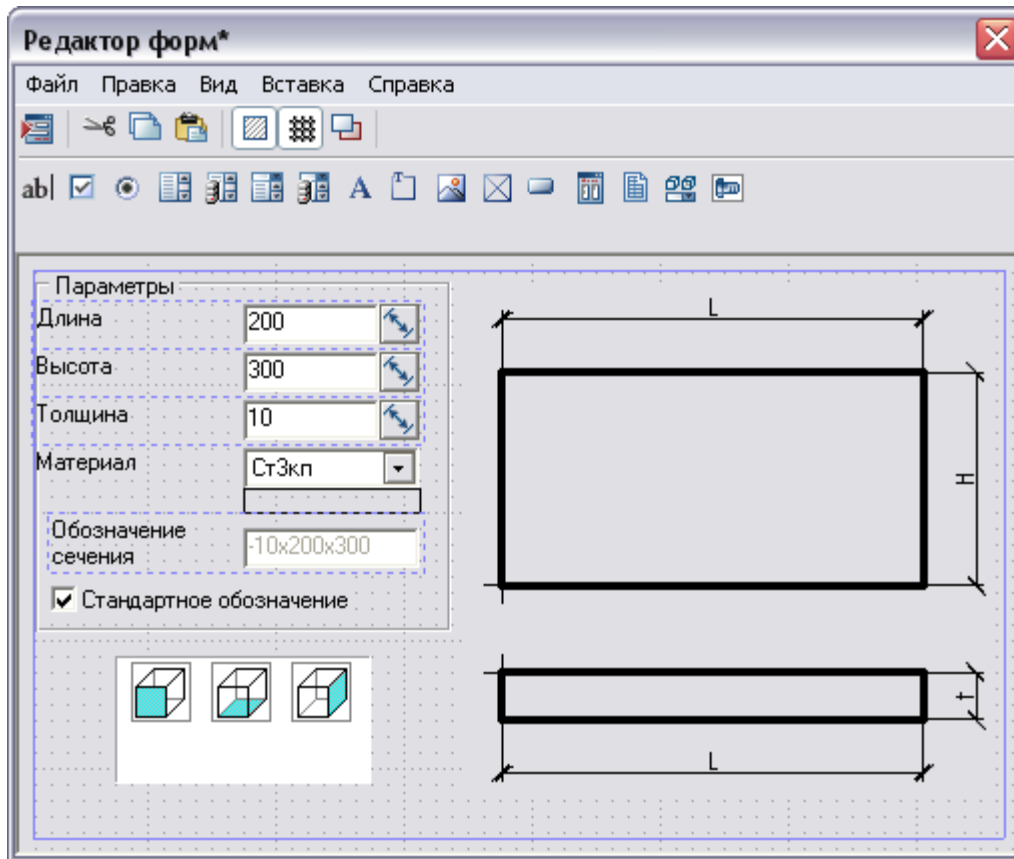 Редактор форм*
Файл Правка Вид Вставка Справка
ab|
A
T
Параметры
Длина 200
Высота 300
Толщина 10
Материал Ст3кп
Обозначение
сечения
-10x200x300
Стандартное обозначение
L
H
t
L